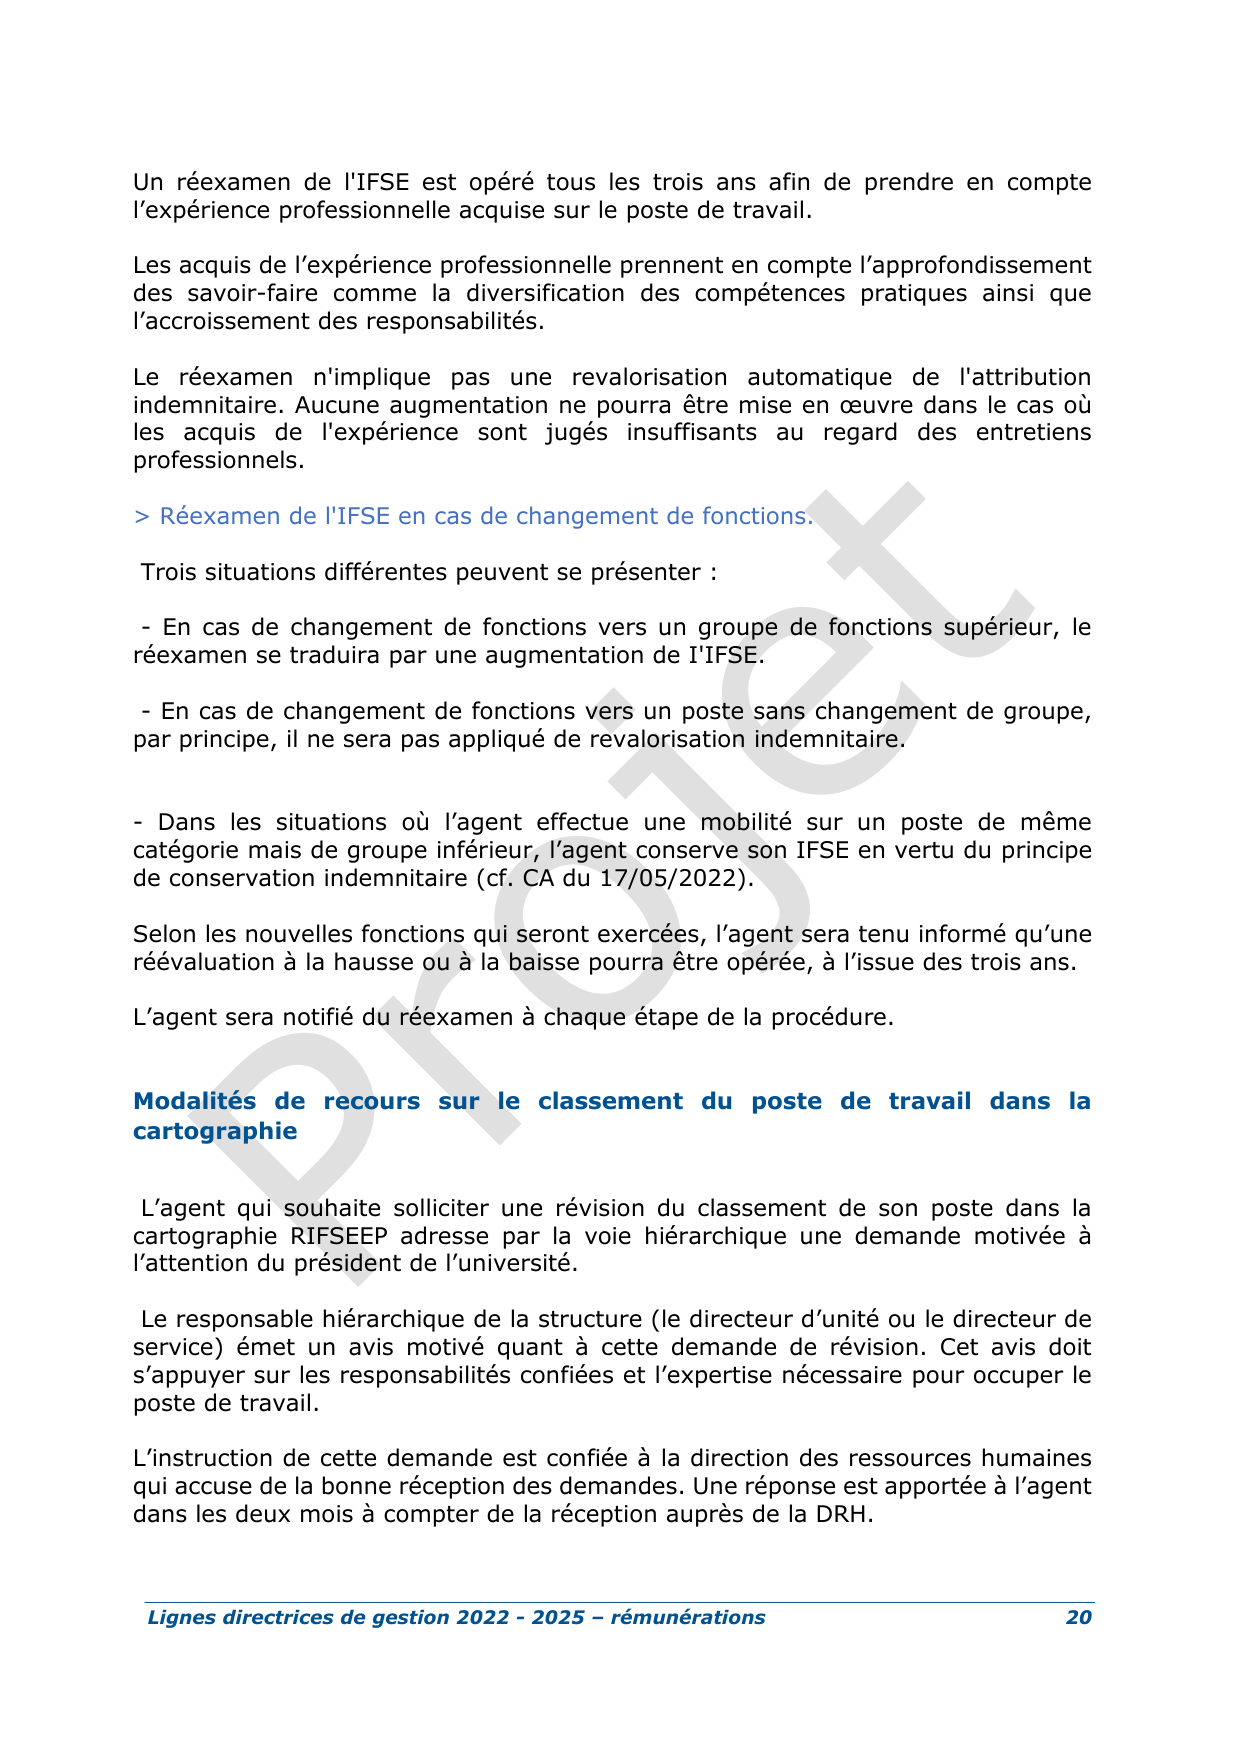 Un réexamen de l'IFSE est opéré tous les trois ans afin de prendre en compte
l’expérience professionnelle acquise sur le poste de travail.
Les acquis de l’expérience professionnelle prennent en compte l’approfondissement
des savoir-faire comme la diversification des compétences pratiques ainsi que
l’accroissement des responsabilités.
Le réexamen n'implique pas une revalorisation automatique de l'attribution
indemnitaire. Aucune augmentation ne pourra être mise en œuvre dans le cas où
les acquis de l'expérience sont jugés insuffisants au regard des entretiens
professionnels.
> Réexamen de l'IFSE en cas de changement de fonctions.
Trois situations différentes peuvent se présenter :
- En cas de changement de fonctions vers un groupe de fonctions supérieur, le
réexamen se traduira par une augmentation de I'IFSE.
- En cas de changement de fonctions vers un poste sans changement de groupe,
par principe, il ne sera pas appliqué de revalorisation indemnitaire.
- Dans les situations où l’agent effectue une mobilité sur un poste de même
catégorie mais de groupe inférieur, l’agent conserve son IFSE en vertu du principe
de conservation indemnitaire (cf. CA du 17/05/2022).
Selon les nouvelles fonctions qui seront exercées, l’agent sera tenu informé qu’une
réévaluation à la hausse ou à la baisse pourra être opérée, à l’issue des trois ans.
L’agent sera notifié du réexamen à chaque étape de la procédure.
Modalités de recours sur le classement du poste de travail dans la
cartographie
L’agent qui souhaite solliciter une révision du classement de son poste dans la
cartographie RIFSEEP adresse par la voie hiérarchique une demande motivée à
l’attention du président de l’université.
Le responsable hiérarchique de la structure (le directeur d’unité ou le directeur de
service) émet un avis motivé quant à cette demande de révision. Cet avis doit
s’appuyer sur les responsabilités confiées et l’expertise nécessaire pour occuper le
poste de travail.
L’instruction de cette demande est confiée à la direction des ressources humaines
qui accuse de la bonne réception des demandes. Une réponse est apportée à l’agent
dans les deux mois à compter de la réception auprès de la DRH.
Lignes directrices de gestion 2022 - 2025 – rémunérations 20
Projet